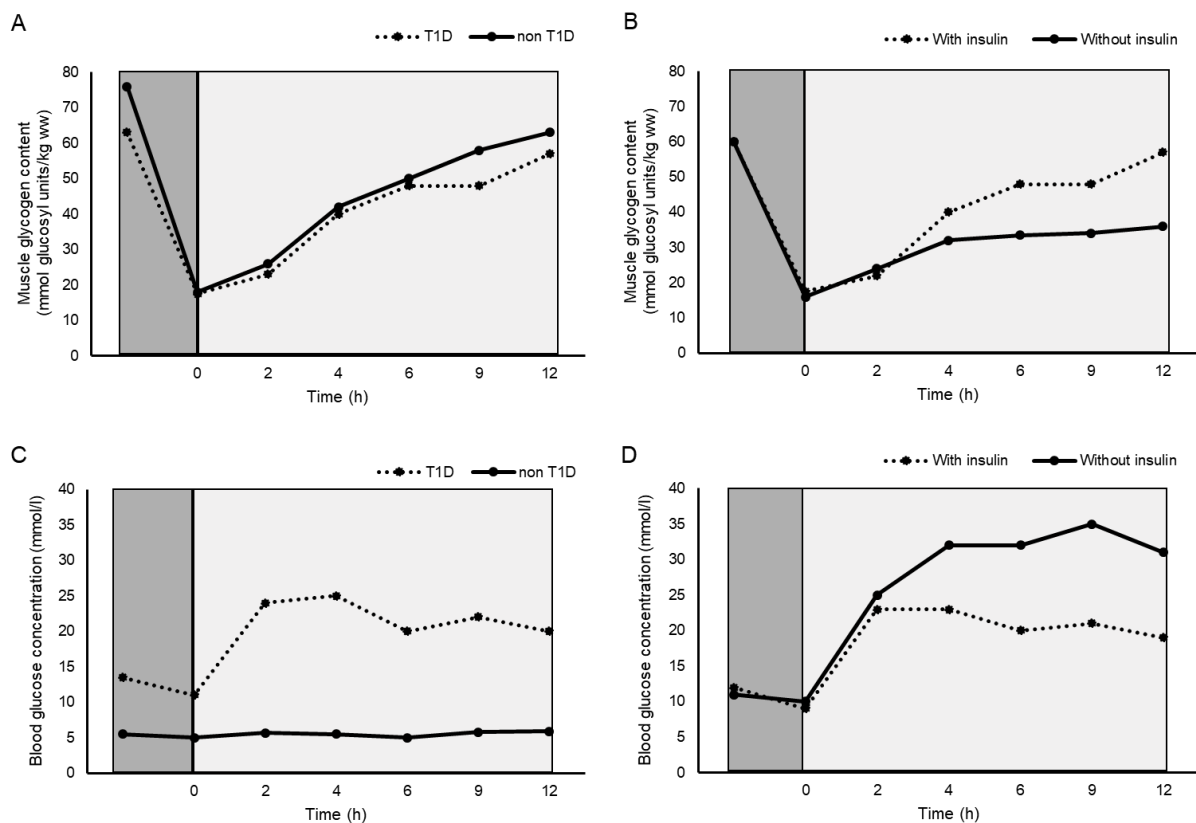 A
T1D non T1D
Muscle glycogen content
(mmol glucosyl units/kg ww)
80
70
60
50
40
30
20
10
0
0 2 4 6 9 12
Time (h)
B
With insulin Without insulin
Muscle glycogen content
(mmol glucosyl units/kg ww)
80
70
60
50
40
30
20
10
0
0 2 4 6 9 12
Time (h)
C
T1D non T1D
Blood glucose concentration (mmol/l)
40
35
30
25
20
15
10
5
0
0 2 4 6 9 12
Time (h)
D
With insulin Without insulin
Blood glucose concentration (mmol/l)
40
35
30
25
20
15
10
5
0
0 2 4 6 9 12
Time (h)